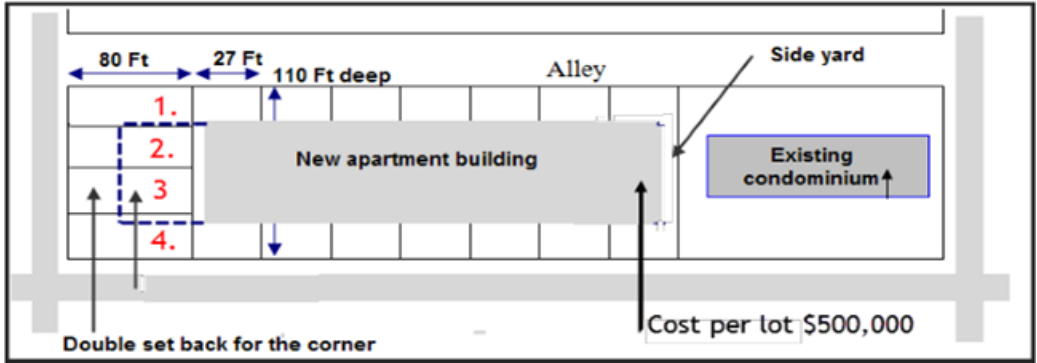 80 Ft
27 Ft
110 Ft deep
Alley
Side yard
1.
2.
3
4.
New apartment building
Existing
condominium
Cost per lot $500,000
Double set back for the corner